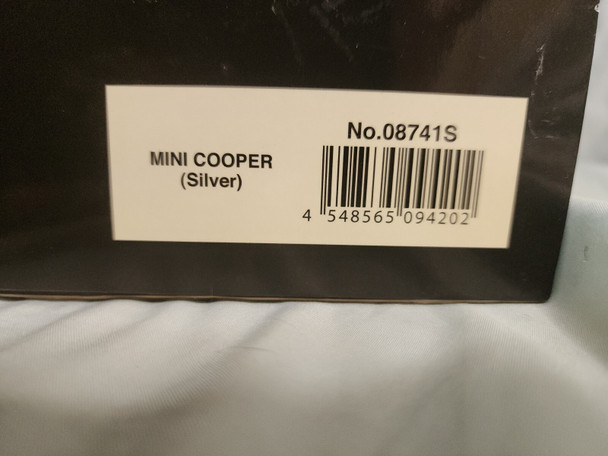 No.08741S
MINI COOPER
(Silver)
4 548565 094202